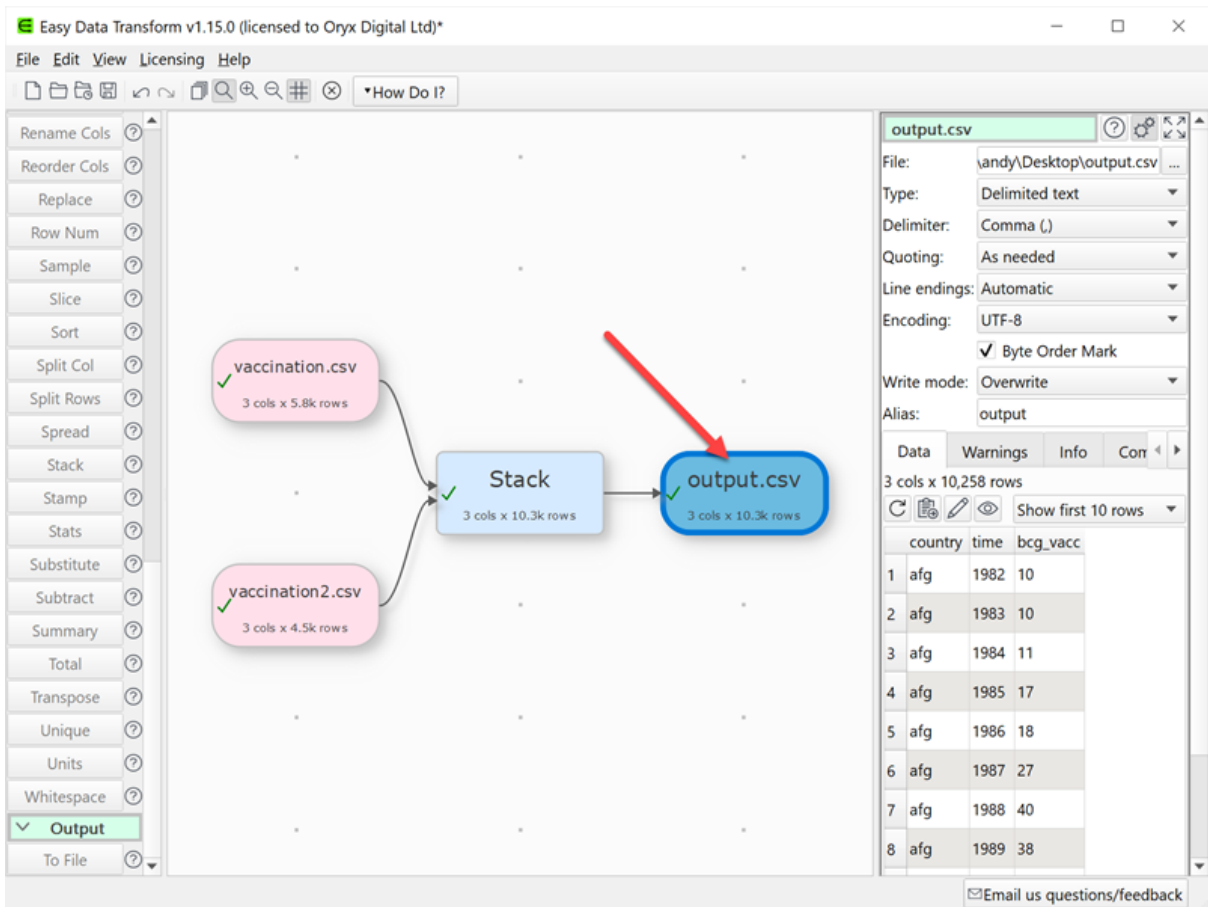 Easy Data Transform v1.15.0 (licensed to Oryx Digital Ltd)*
File Edit View Licensing Help
How Do I?
Rename Cols
Reorder Cols
Replace
Row Num
Sample
Slice
Sort
Split Col
Split Rows
Spread
Stack
Stamp
Stats
Substitute
Subtract
Summary
Total
Transpose
Unique
Units
Whitespace
Output
To File
vaccination.csv
3 cols x 5.8k rows
vaccination2.csv
3 cols x 4.5k rows
Stack
3 cols x 10.3k rows
output.csv
3 cols x 10.3k rows
output.csv
File: \andy\Desktop\output.csv ...
Type: Delimited text
Delimiter: Comma (,)
Quoting: As needed
Line endings: Automatic
Encoding: UTF-8
Byte Order Mark
Write mode: Overwrite
Alias: output
Data Warnings Info Com
3 cols x 10,258 rows
Show first 10 rows
country time bcg_vacc
1 afg 1982 10
2 afg 1983 10
3 afg 1984 11
4 afg 1985 17
5 afg 1986 18
6 afg 1987 27
7 afg 1988 40
8 afg 1989 38
Email us questions/feedback